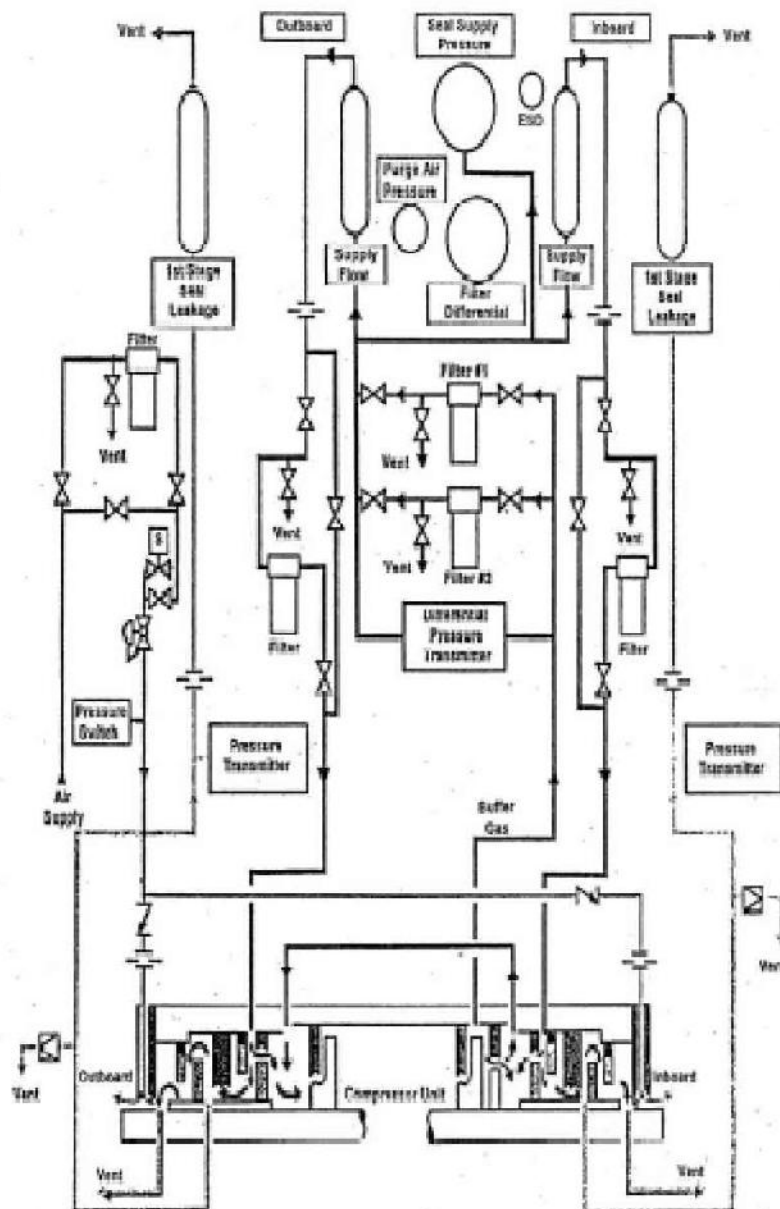 Vent
Outboard
Seal Supply
Pressure
Inboard
Vent
ESD
Purge Air
Pressure
1st Stage
Seal
Leakage
Supply
Flow
Filter
Differential
Supply
Flow
1st Stage
Seal
Leakage
Filter
Vent
Filter #1
Vent
S
Vent
Vent
Filter #2
Vent
Filter
Differential
Pressure
Transmitter
Filter
Pressure
Switch
Pressure
Transmitter
Pressure
Transmitter
Air
Supply
Buffer
Gas
Vent
Vent
Outboard
Compressor Unit
Inboard
Vent
Vent